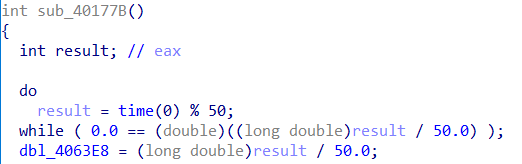 int sub_40177B()
{
int result; // eax
do
result = time(0) % 50;
while ( 0.0 == (double)((long double)result / 50.0) );
dbl_4063E8 = (long double)result / 50.0;